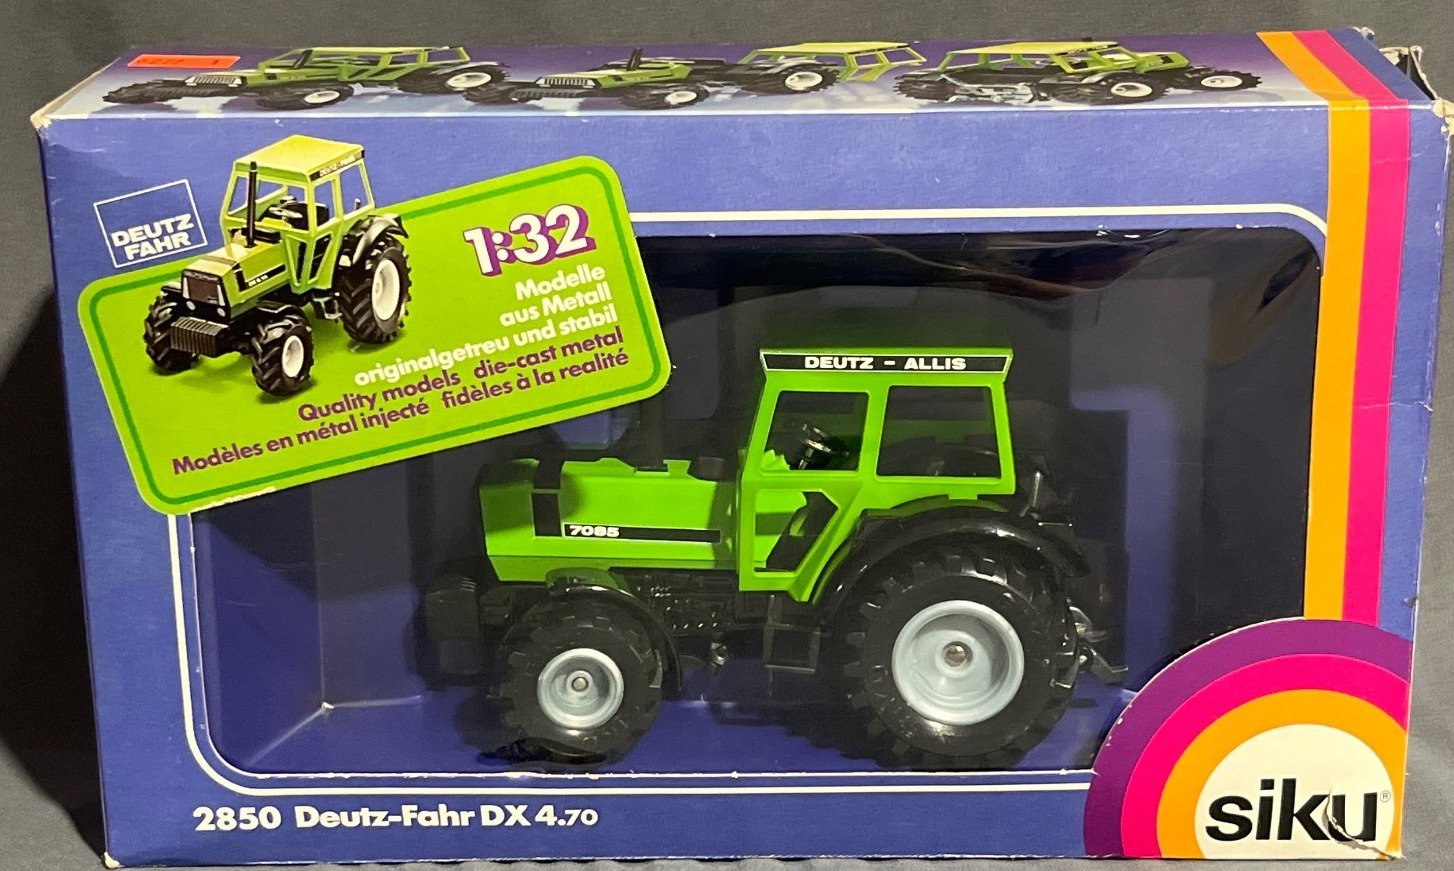 DEUTZ
FAHR
1:32
Modelle
aus Metall
originalgetreu und stabil
Quality models die-cast metal
Modèles en métal injecté fidèles à la realité
DEUTZ - ALLIS
7085
2850 Deutz-Fahr DX 4.70
siku®